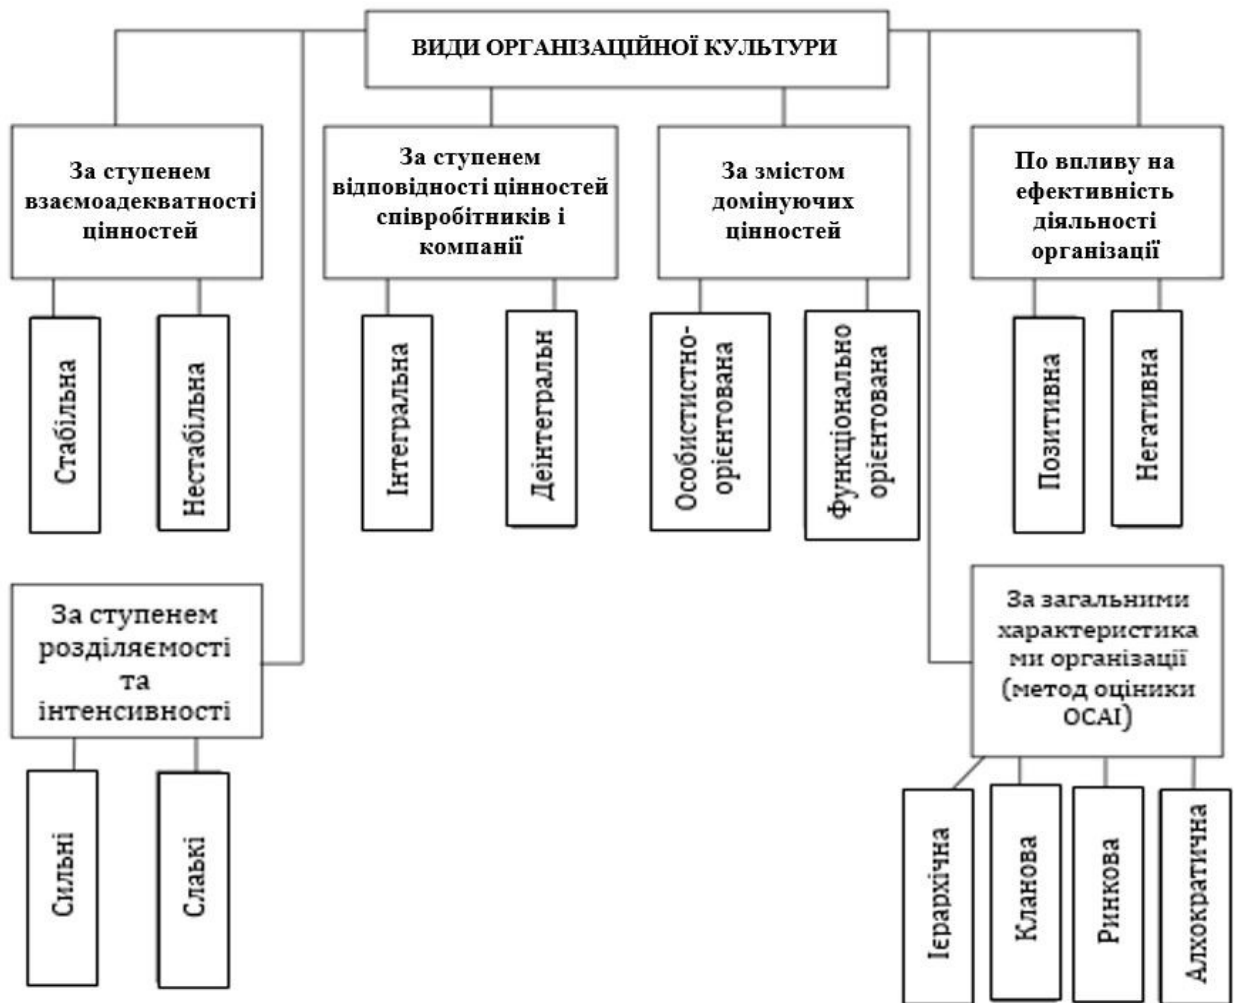 ВИДИ ОРГАНІЗАЦІЙНОЇ КУЛЬТУРИ
За ступенем
взаємоадекватності
цінностей
За ступенем
відповідності цінностей
співробітників і
компанії
За змістом
домінуючих
цінностей
По впливу на
ефективність
діяльності
організації
Стабільна
Нестабільна
Інтегральна
Деінтегральн
Особистистно-
орієнтована
Функціонально
орієнтована
Позитивна
Негативна
За ступенем
розділяємості
та
інтенсивності
За загальними
характеристика
ми організації
(метод оціники
OCAI)
Сильні
Слаькі
Ієрархічна
Кланова
Ринкова
Алхократична